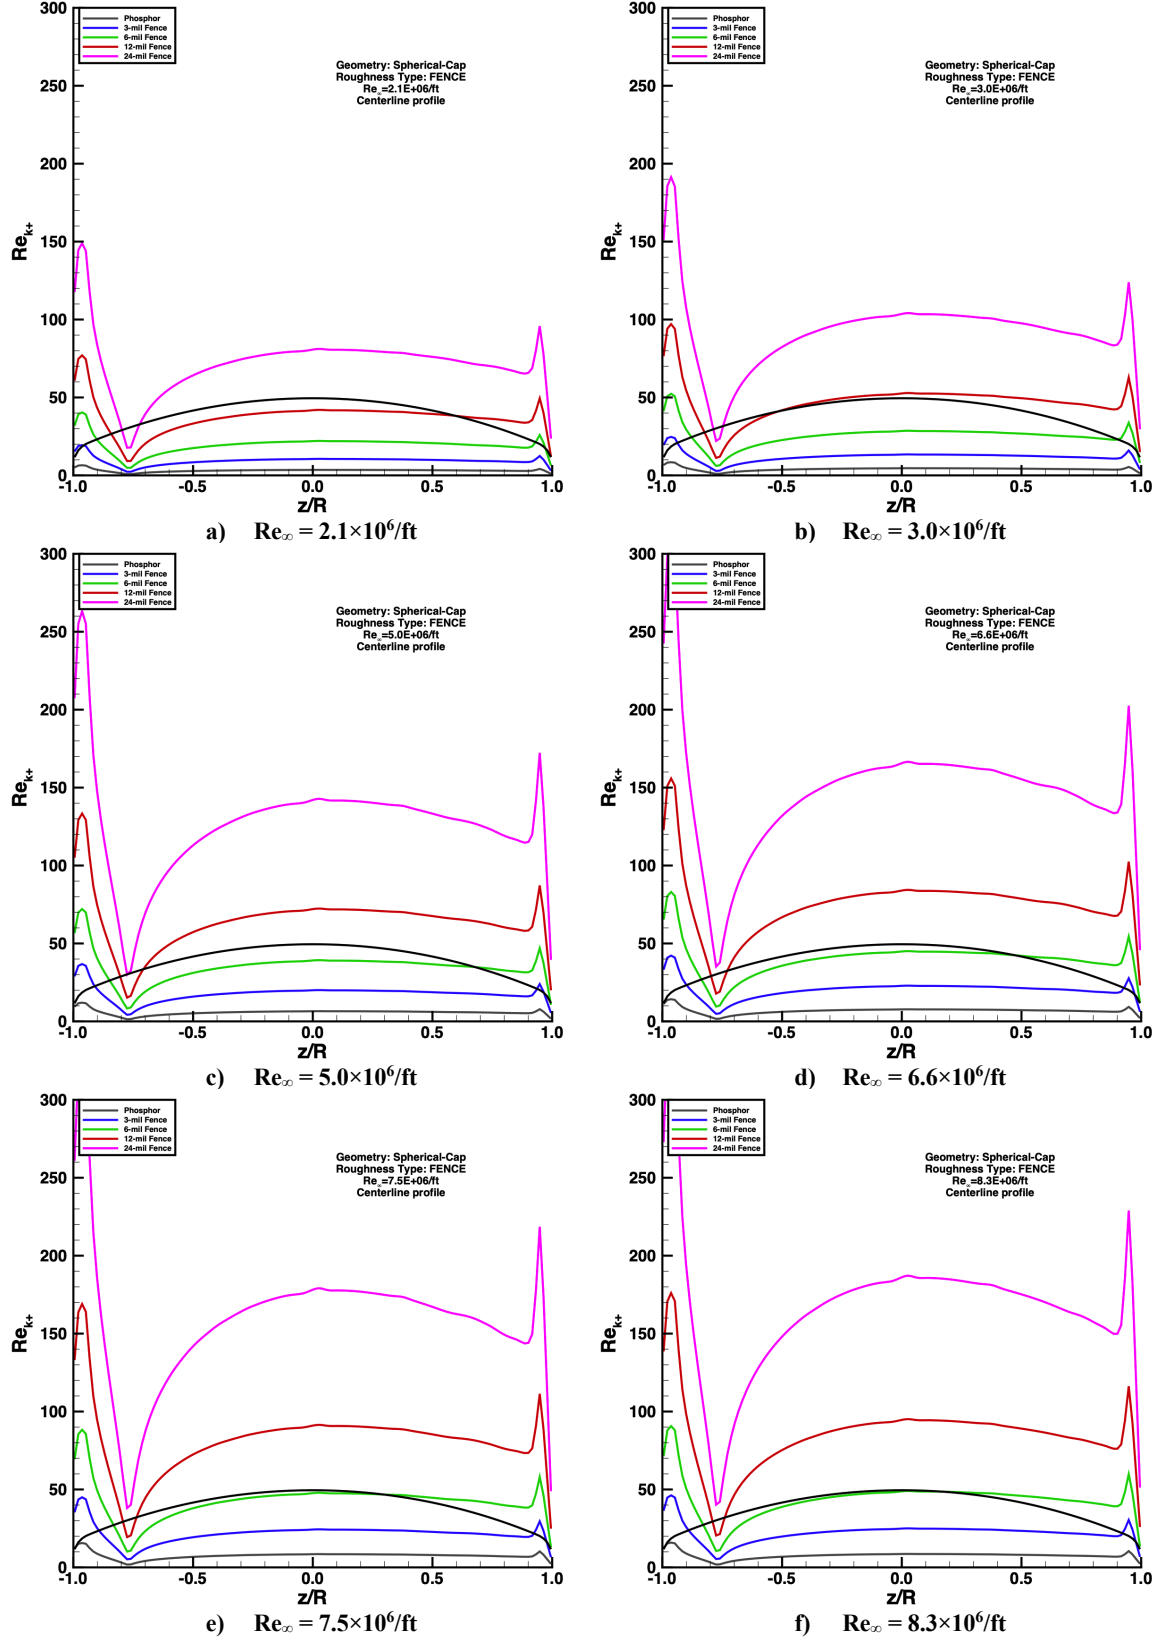 300
250
200
150
100
50
0
Re k+
Phosphor
3-mil Fence
6-mil Fence
12-mil Fence
24-mil Fence
Geometry: Spherical-Cap
Roughness Type: FENCE
Re∞=2.1E+06/ft
Centerline profile
-1.0 -0.5 0.0 0.5 1.0
z/R
a) Re∞ = 2.1×10⁶/ft
300
250
200
150
100
50
0
Re k+
Phosphor
3-mil Fence
6-mil Fence
12-mil Fence
24-mil Fence
Geometry: Spherical-Cap
Roughness Type: FENCE
Re∞=3.0E+06/ft
Centerline profile
-1.0 -0.5 0.0 0.5 1.0
z/R
b) Re∞ = 3.0×10⁶/ft
300
250
200
150
100
50
0
Re k+
Phosphor
3-mil Fence
6-mil Fence
12-mil Fence
24-mil Fence
Geometry: Spherical-Cap
Roughness Type: FENCE
Re∞=5.0E+06/ft
Centerline profile
-1.0 -0.5 0.0 0.5 1.0
z/R
c) Re∞ = 5.0×10⁶/ft
300
250
200
150
100
50
0
Re k+
Phosphor
3-mil Fence
6-mil Fence
12-mil Fence
24-mil Fence
Geometry: Spherical-Cap
Roughness Type: FENCE
Re∞=6.6E+06/ft
Centerline profile
-1.0 -0.5 0.0 0.5 1.0
z/R
d) Re∞ = 6.6×10⁶/ft
300
250
200
150
100
50
0
Re k+
Phosphor
3-mil Fence
6-mil Fence
12-mil Fence
24-mil Fence
Geometry: Spherical-Cap
Roughness Type: FENCE
Re∞=7.5E+06/ft
Centerline profile
-1.0 -0.5 0.0 0.5 1.0
z/R
e) Re∞ = 7.5×10⁶/ft
300
250
200
150
100
50
0
Re k+
Phosphor
3-mil Fence
6-mil Fence
12-mil Fence
24-mil Fence
Geometry: Spherical-Cap
Roughness Type: FENCE
Re∞=8.3E+06/ft
Centerline profile
-1.0 -0.5 0.0 0.5 1.0
z/R
f) Re∞ = 8.3×10⁶/ft